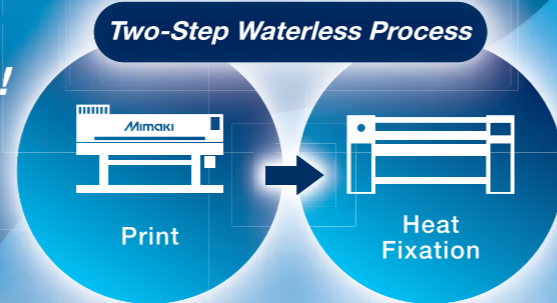 Two-Step Waterless Process
!
Mimaki
Print
Heat
Fixation